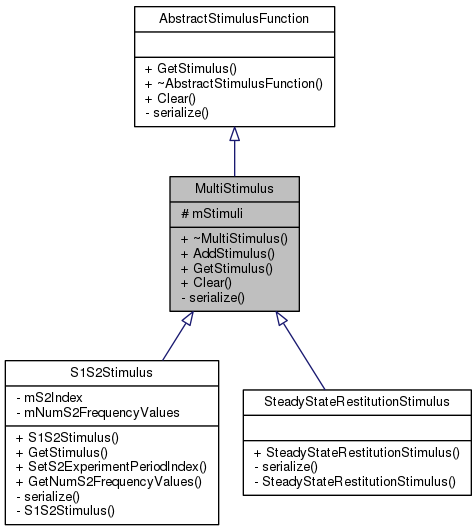 AbstractStimulusFunction
+ GetStimulus()
+ ~AbstractStimulusFunction()
+ Clear()
- serialize()
MultiStimulus
# mStimuli
+ ~MultiStimulus()
+ AddStimulus()
+ GetStimulus()
+ Clear()
- serialize()
S1S2Stimulus
- mS2Index
- mNumS2FrequencyValues
+ S1S2Stimulus()
+ GetStimulus()
+ SetS2ExperimentPeriodIndex()
+ GetNumS2FrequencyValues()
- serialize()
- S1S2Stimulus()
SteadyStateRestitutionStimulus
+ SteadyStateRestitutionStimulus()
- serialize()
- SteadyStateRestitutionStimulus()